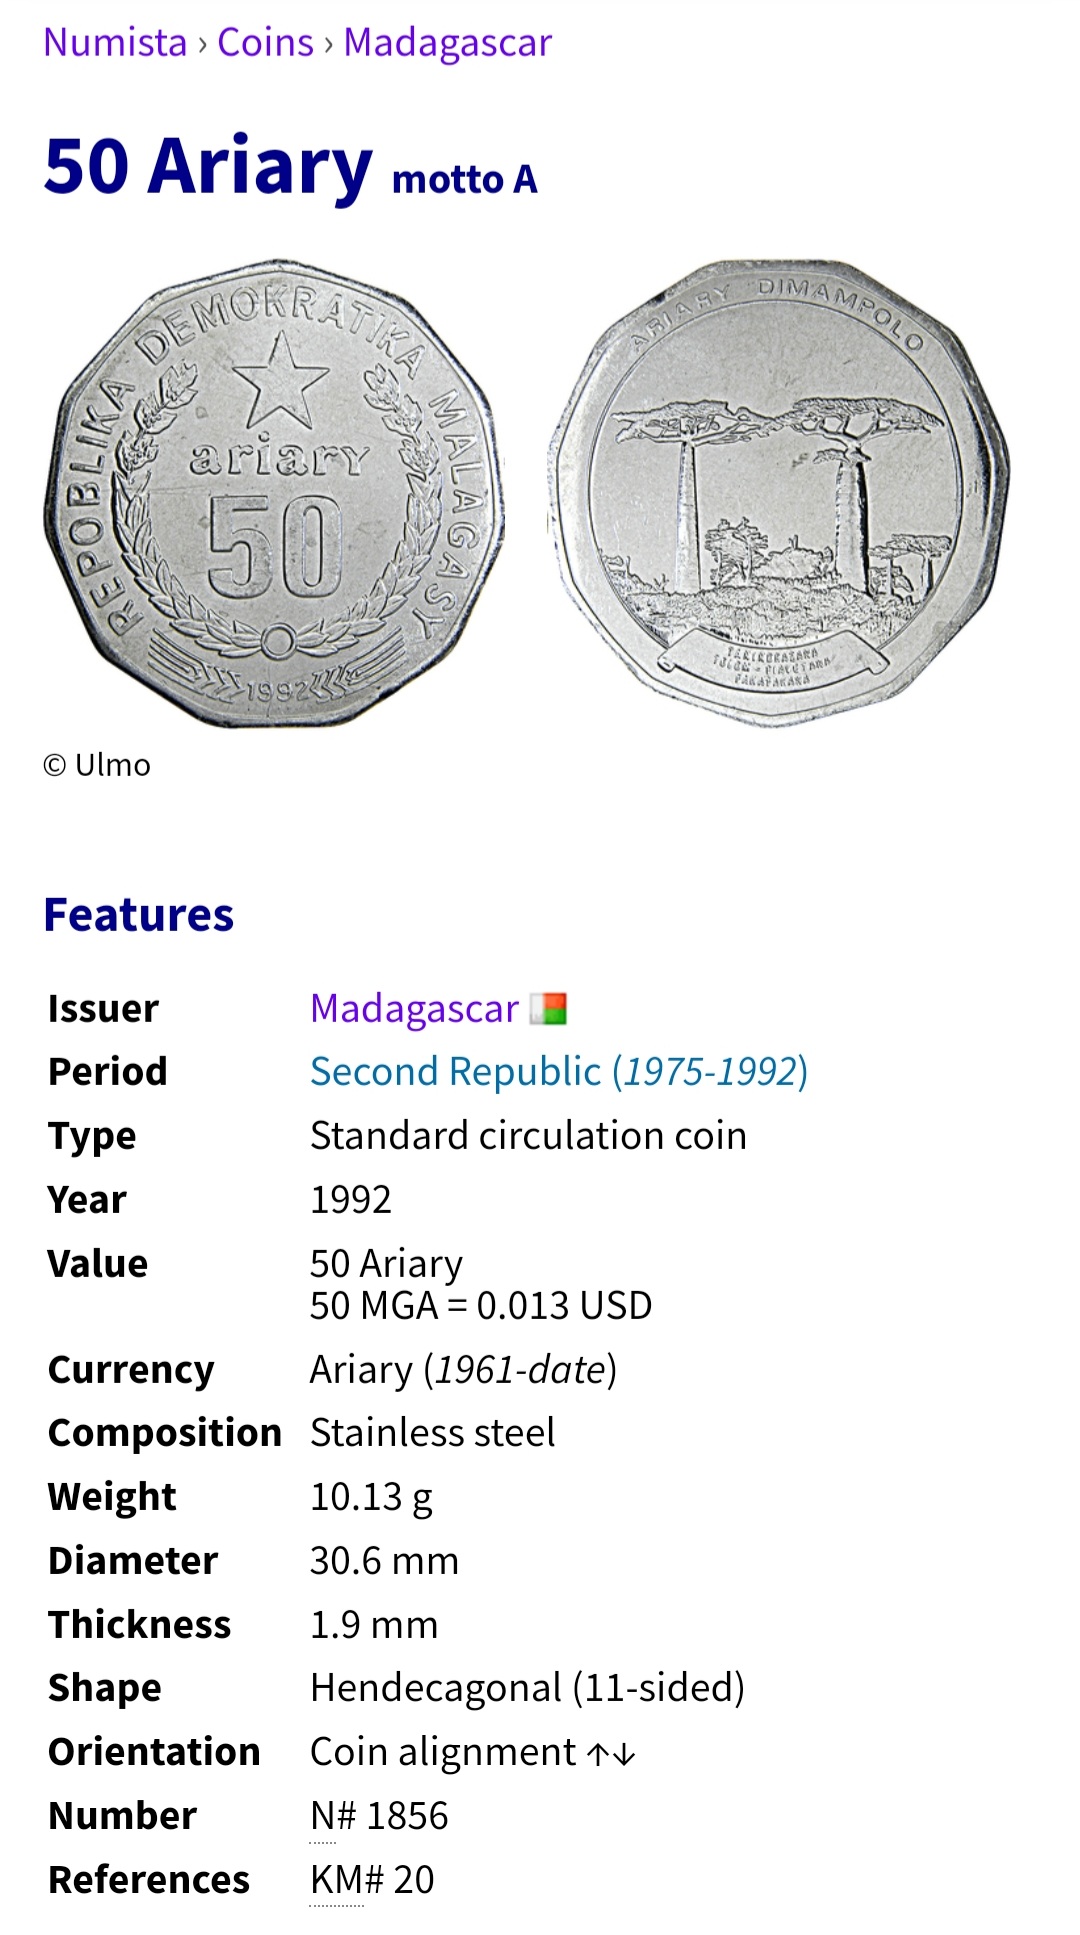 Numista › Coins › Madagascar
50 Ariary motto A
REPOBLIKA DEMOKRATIKA MALAGASY
ariary
50
1992
ARIARY DIMAMPOLO
© Ulmo
Features
Issuer Madagascar
Period Second Republic (1975-1992)
Type Standard circulation coin
Year 1992
Value 50 Ariary
50 MGA = 0.013 USD
Currency Ariary (1961-date)
Composition Stainless steel
Weight 10.13 g
Diameter 30.6 mm
Thickness 1.9 mm
Shape Hendecagonal (11-sided)
Orientation Coin alignment ↑↓
Number N# 1856
References KM# 20